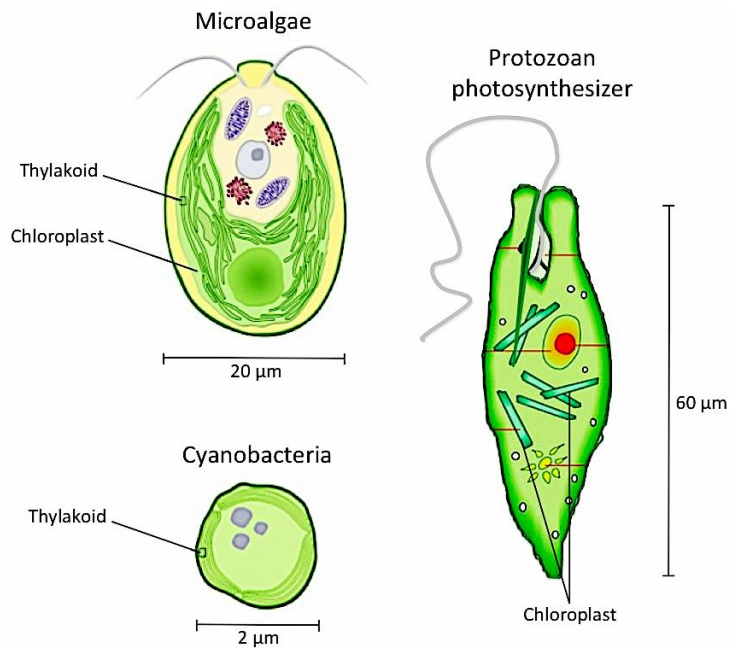 Microalgae
Thylakoid
Chloroplast
20 µm
Protozoan
photosynthesizer
60 µm
Chloroplast
Cyanobacteria
Thylakoid
2 µm